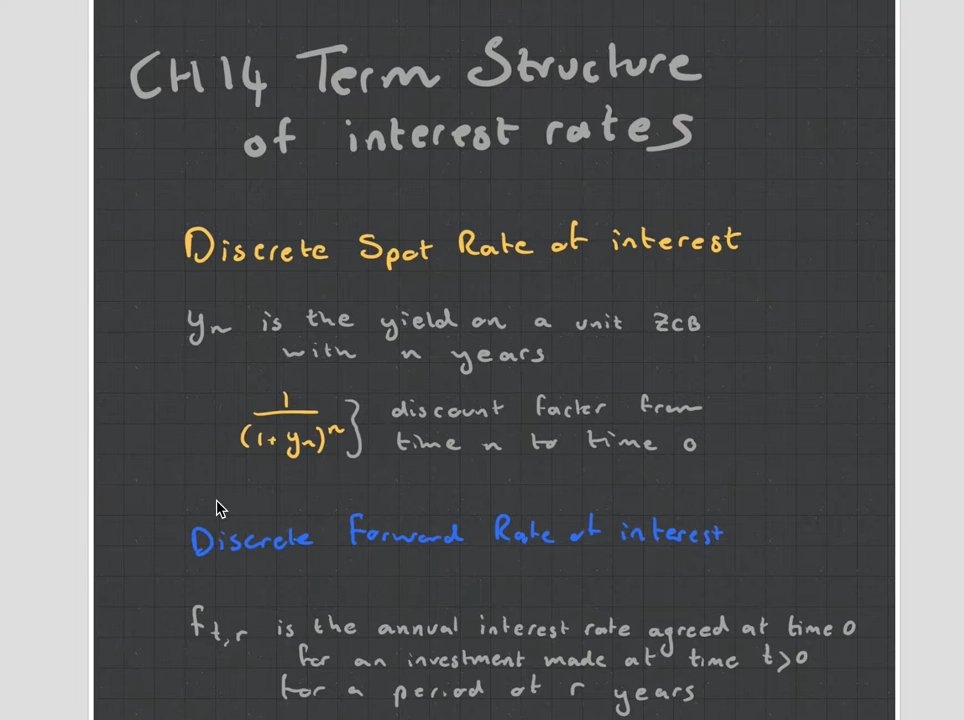 CH 14 Term Structure
of interest rates
Discrete Spot Rate of interest
yn is the yield on a unit ZCB
with n years
1
(1 + yn)^n } discount factor from
time n to time 0
Discrete Forward Rate of interest
f t,r is the annual interest rate agreed at time 0
for an investment made at time t>0
for a period of r years